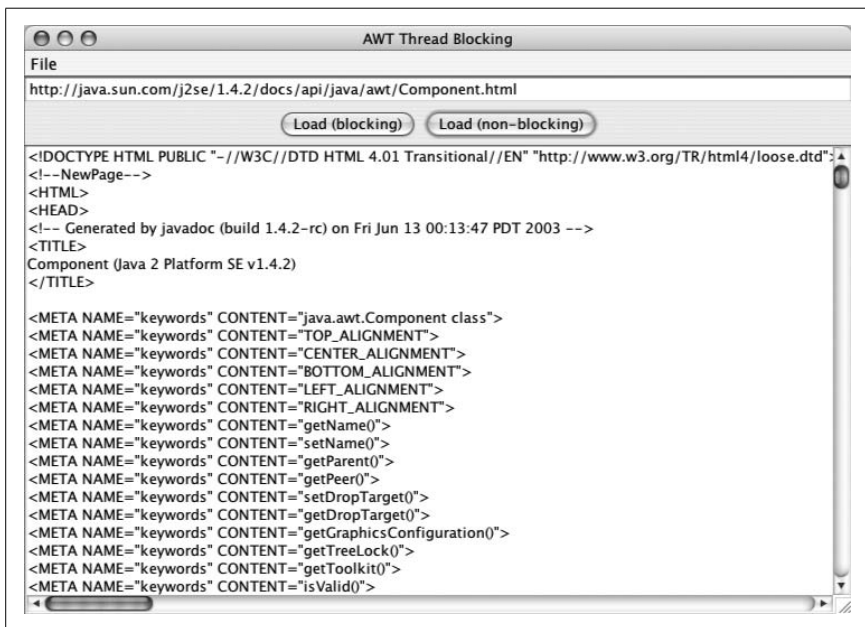 AWT Thread Blocking
File
http://java.sun.com/j2se/1.4.2/docs/api/java/awt/Component.html
Load (blocking) Load (non-blocking)
<!DOCTYPE HTML PUBLIC "-//W3C//DTD HTML 4.01 Transitional//EN" "http://www.w3.org/TR/html4/loose.dtd">
<!--NewPage-->
<HTML>
<HEAD>
<!-- Generated by javadoc (build 1.4.2-rc) on Fri Jun 13 00:13:47 PDT 2003 -->
<TITLE>
Component (Java 2 Platform SE v1.4.2)
</TITLE>
<META NAME="keywords" CONTENT="java.awt.Component class">
<META NAME="keywords" CONTENT="TOP_ALIGNMENT">
<META NAME="keywords" CONTENT="CENTER_ALIGNMENT">
<META NAME="keywords" CONTENT="BOTTOM_ALIGNMENT">
<META NAME="keywords" CONTENT="LEFT_ALIGNMENT">
<META NAME="keywords" CONTENT="RIGHT_ALIGNMENT">
<META NAME="keywords" CONTENT="getName()">
<META NAME="keywords" CONTENT="setName()">
<META NAME="keywords" CONTENT="getParent()">
<META NAME="keywords" CONTENT="getPeer()">
<META NAME="keywords" CONTENT="setDropTarget()">
<META NAME="keywords" CONTENT="getDropTarget()">
<META NAME="keywords" CONTENT="getGraphicsConfiguration()">
<META NAME="keywords" CONTENT="getTreeLock()">
<META NAME="keywords" CONTENT="getToolkit()">
<META NAME="keywords" CONTENT="isValid()">